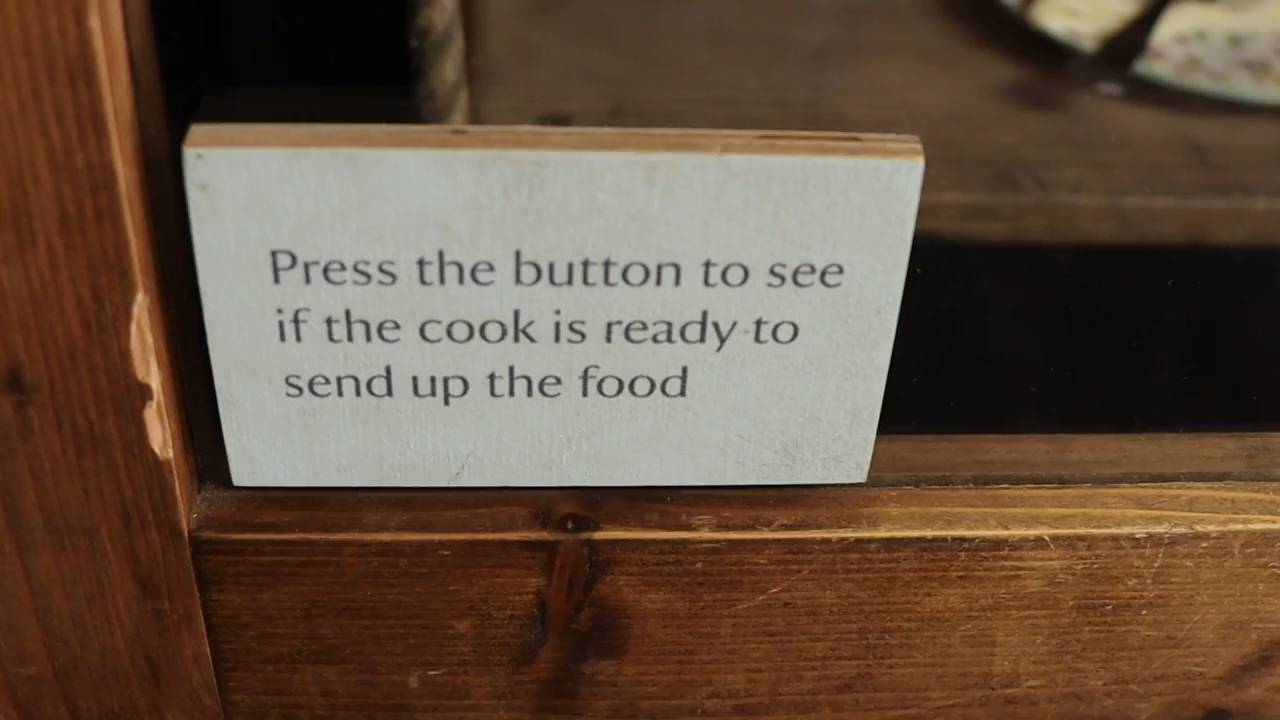 Press the button to see
if the cook is ready to
send up the food